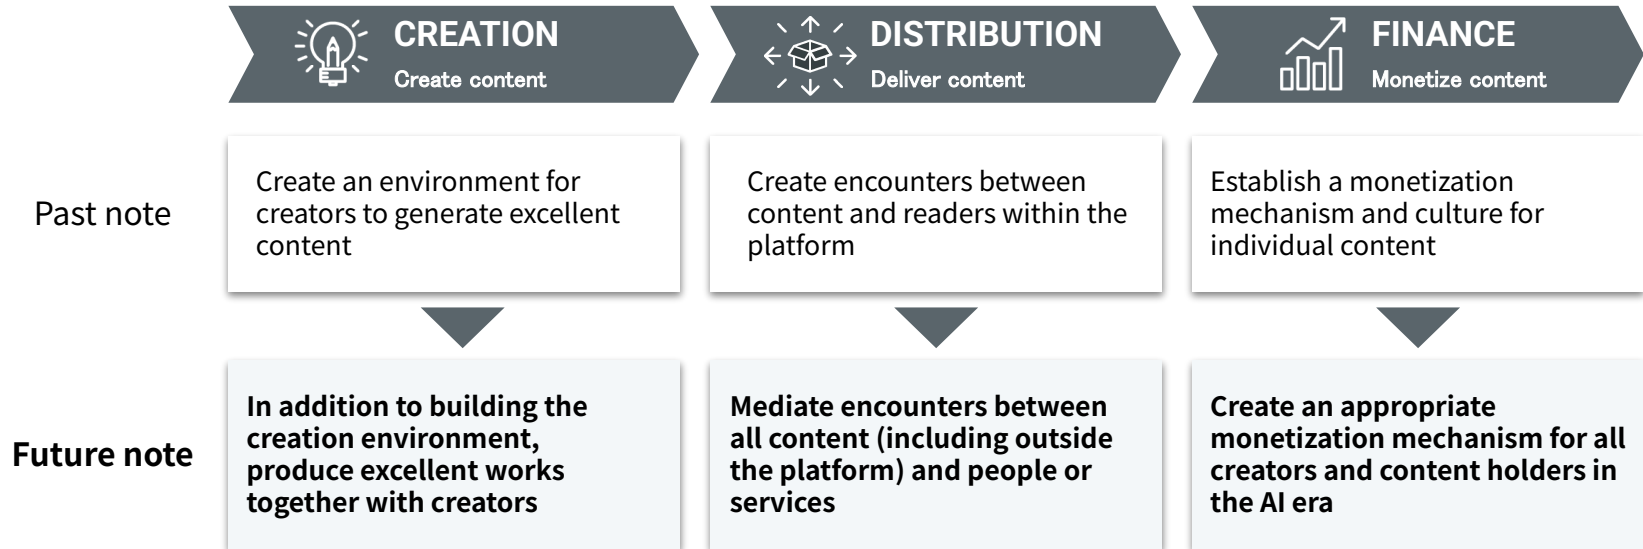 CREATION
Create content
DISTRIBUTION
Deliver content
FINANCE
Monetize content
Past note
Create an environment for
creators to generate excellent
content
Create encounters between
content and readers within the
platform
Establish a monetization
mechanism and culture for
individual content
Future note
In addition to building the
creation environment,
produce excellent works
together with creators
Mediate encounters between
all content (including outside
the platform) and people or
services
Create an appropriate
monetization mechanism for all
creators and content holders in
the AI era